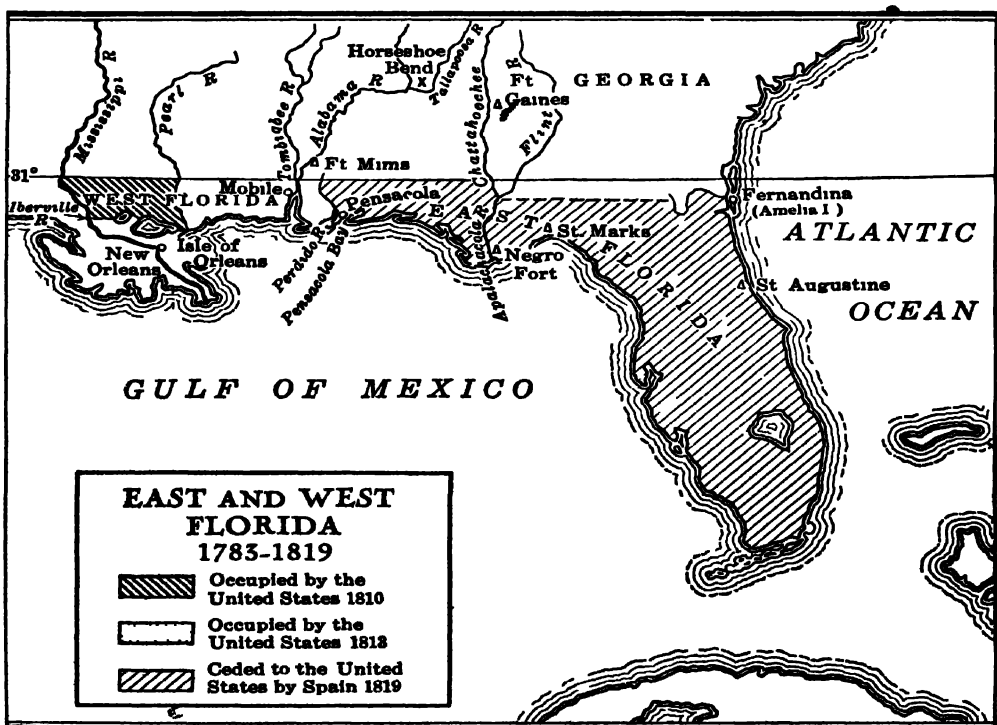 Horseshoe
Bend
x
Mississippi R
Pearl R
Tombigbee R
Alabama R
Tallapoosa R
Chattahoochee R
Ft
Gaines
Flint R
GEORGIA
Ft Mims
31°
WEST FLORIDA
Mobile
Pensacola
Iberville
R
New
Orleans
Isle of
Orleans
Perdido R
Pensacola Bay
EAST
FLORIDA
Apalachicola R
Negro
Fort
St. Marks
Fernandina
(Amelia I)
St Augustine
ATLANTIC
OCEAN
GULF OF MEXICO
EAST AND WEST
FLORIDA
1783-1819
Occupied by the
United States 1810
Occupied by the
United States 1813
Ceded to the United
States by Spain 1819